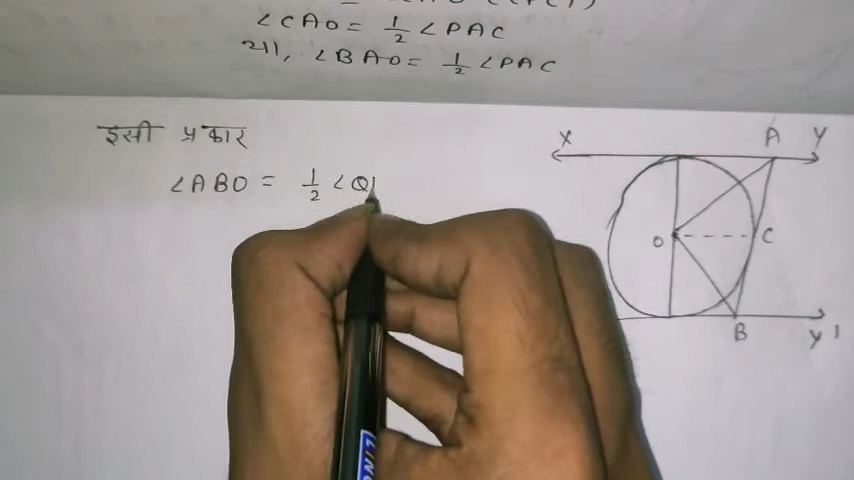 ∠CAO = 1/2 ∠PAC
या, ∠BAO = 1/2 ∠PAC
इसी प्रकार
∠ABO = 1/2 ∠Q
X A Y
O C
B Y'